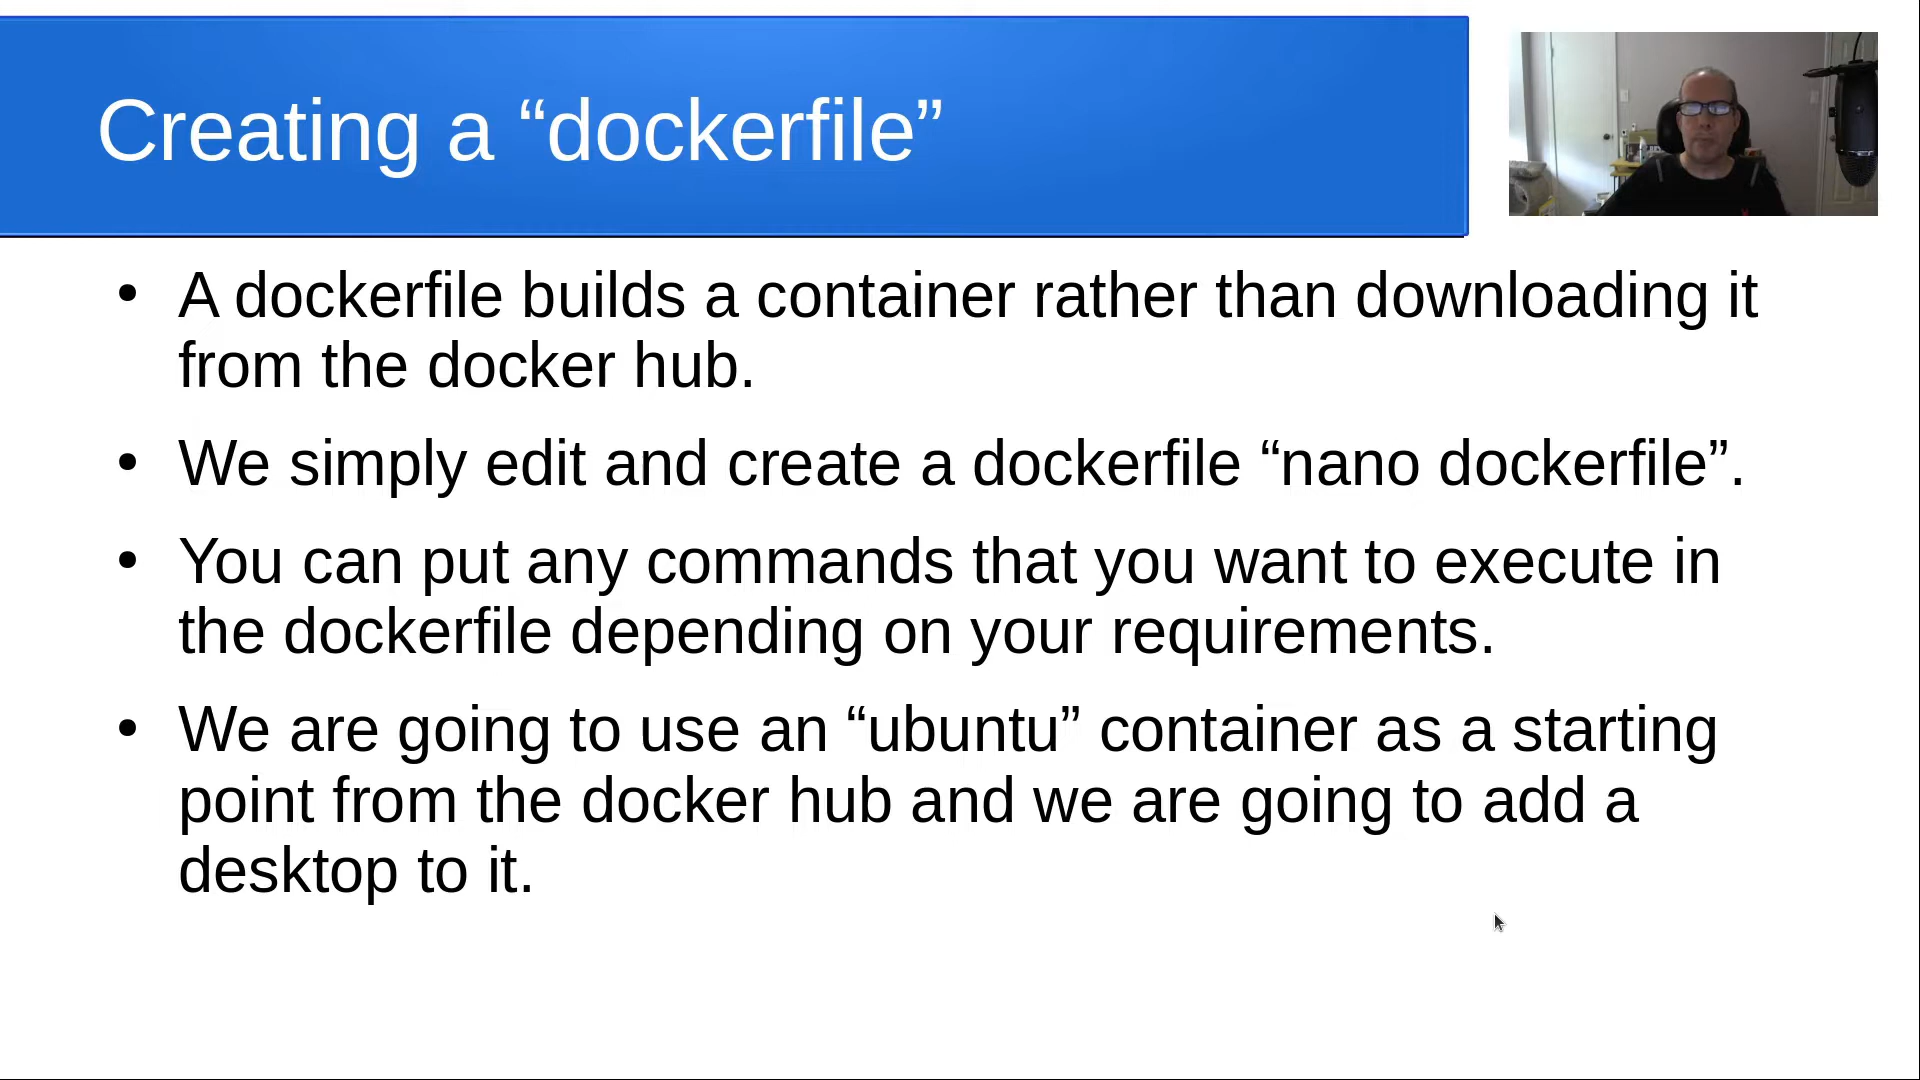 Creating a “dockerfile”
• A dockerfile builds a container rather than downloading it
from the docker hub.
• We simply edit and create a dockerfile “nano dockerfile”.
• You can put any commands that you want to execute in
the dockerfile depending on your requirements.
• We are going to use an “ubuntu” container as a starting
point from the docker hub and we are going to add a
desktop to it.